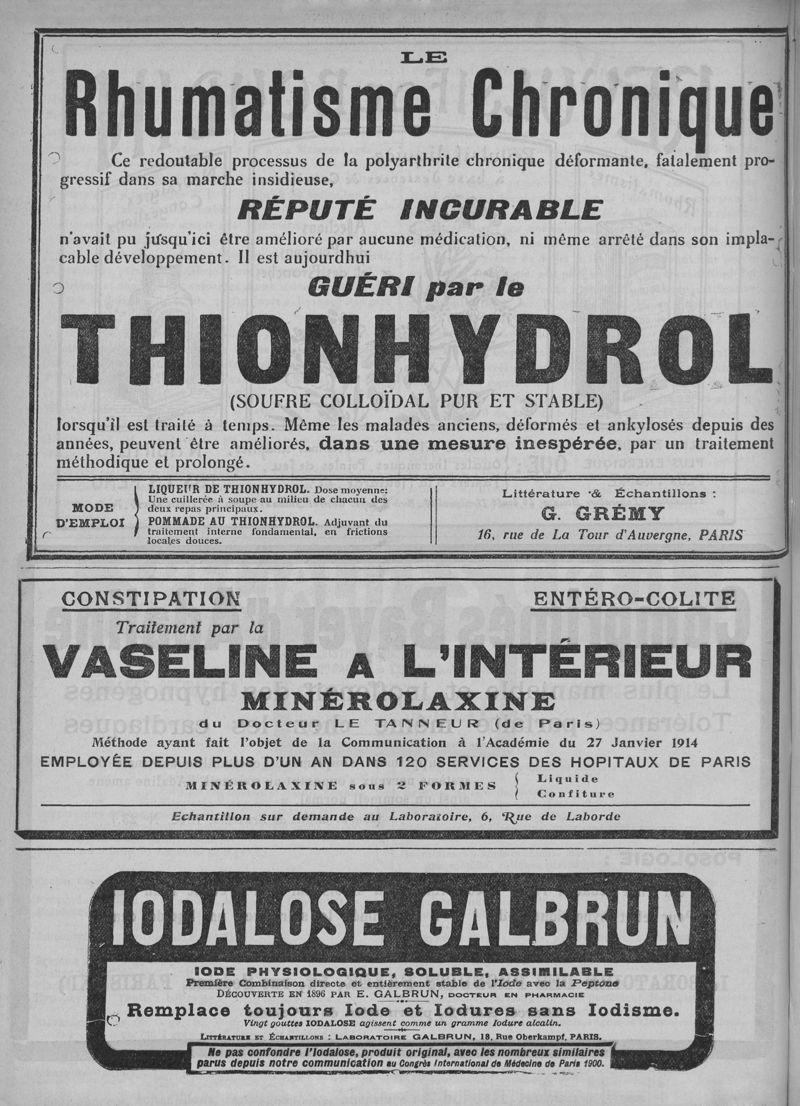 LE
Rhumatisme Chronique
Ce redoutable processus de la polyarthrite chronique déformante, fatalement pro-
gressif dans sa marche insidieuse,
RÉPUTÉ INCURABLE
n'avait pu jusqu'ici être amélioré par aucune médication, ni même arrêté dans son impla-
cable développement. Il est aujourdhui
GUÉRI par le
THIONHYDROL
(SOUFRE COLLOÏDAL PUR ET STABLE)
lorsqu'il est traité à temps. Même les malades anciens, déformés et ankylosés depuis des
années, peuvent être améliorés, dans une mesure inespérée, par un traitement
méthodique et prolongé.
MODE
D'EMPLOI
LIQUEUR DE THIONHYDROL. Dose moyenne:
Une cuillerée à soupe au milieu de chacun des
deux repas principaux.
POMMADE AU THIONHYDROL. Adjuvant du
traitement interne fondamental, en frictions
locales douces.
Littérature & Échantillons :
G. GRÉMY
16, rue de La Tour d'Auvergne, PARIS
CONSTIPATION ENTÉRO-COLITE
Traitement par la
VASELINE A L'INTÉRIEUR
MINÉROLAXINE
du Docteur LE TANNEUR (de Paris)
Méthode ayant fait l'objet de la Communication à l'Académie du 27 Janvier 1914
EMPLOYÉE DEPUIS PLUS D'UN AN DANS 120 SERVICES DES HOPITAUX DE PARIS
MINÉROLAXINE sous 2 FORMES
Liquide
Confiture
Echantillon sur demande au Laboratoire, 6, Rue de Laborde
IODALOSE GALBRUN
IODE PHYSIOLOGIQUE, SOLUBLE, ASSIMILABLE
Première Combinaison directe et entièrement stable de l'Iode avec la Peptone
DÉCOUVERTE EN 1896 PAR E. GALBRUN, DOCTEUR EN PHARMACIE
Remplace toujours Iode et Iodures sans Iodisme.
Vingt gouttes IODALOSE agissent comme un gramme Iodure alcalin.
LITTÉRATURE ET ÉCHANTILLONS : LABORATOIRE GALBRUN, 18, Rue Oberkampf, PARIS.
Ne pas confondre l'Iodalose, produit original, avec les nombreux similaires
parus depuis notre communication au Congrès International de Médecine de Paris 1900.